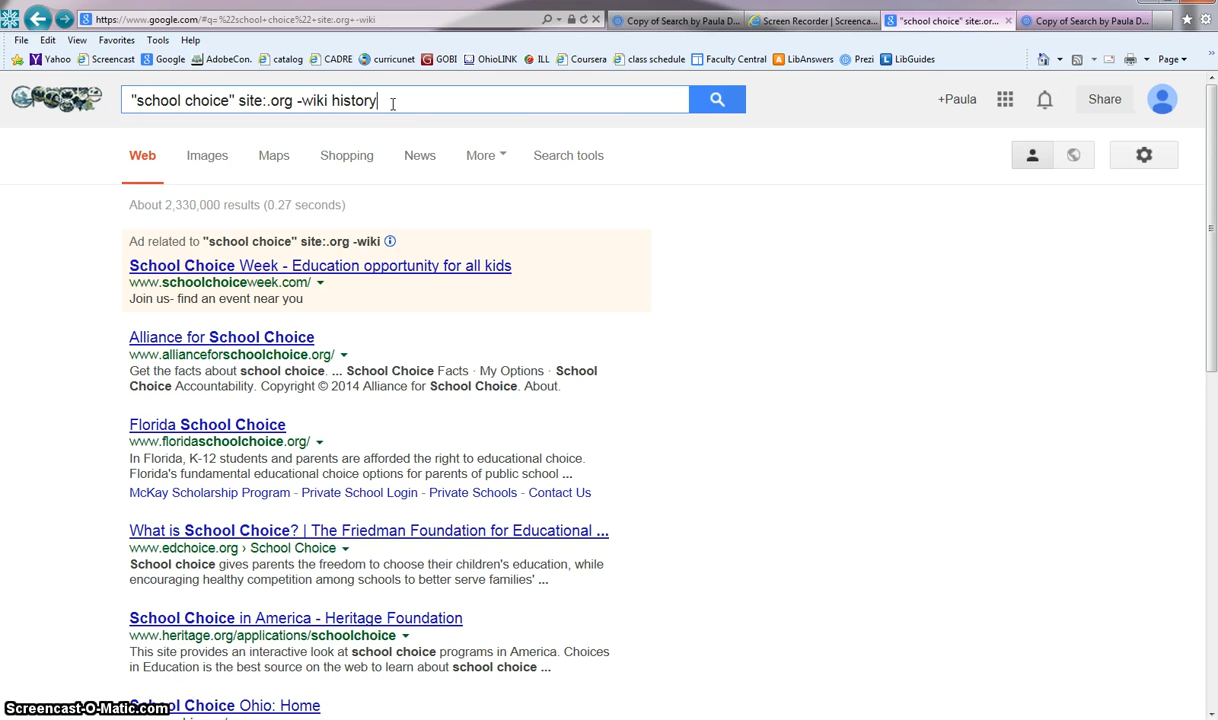 https://www.google.com/#q=%22school+choice%22+site:.org+-wiki
Copy of Search by Paula D...
Screen Recorder | Screenca...
"school choice" site:.or...
Copy of Search by Paula D...
File Edit View Favorites Tools Help
Yahoo Screencast Google AdobeCon. catalog CADRE curricunet GOBI OhioLINK ILL Coursera class schedule Faculty Central LibAnswers Prezi LibGuides Page
"school choice" site:.org -wiki history
+Paula Share
Web Images Maps Shopping News More Search tools
About 2,330,000 results (0.27 seconds)
Ad related to "school choice" site:.org -wiki
School Choice Week - Education opportunity for all kids
www.schoolchoiceweek.com/
Join us- find an event near you
Alliance for School Choice
www.allianceforschoolchoice.org/
Get the facts about school choice. ... School Choice Facts · My Options · School
Choice Accountability. Copyright © 2014 Alliance for School Choice. About.
Florida School Choice
www.floridaschoolchoice.org/
In Florida, K-12 students and parents are afforded the right to educational choice.
Florida's fundamental educational choice options for parents of public school ...
McKay Scholarship Program - Private School Login - Private Schools - Contact Us
What is School Choice? | The Friedman Foundation for Educational ...
www.edchoice.org › School Choice
School choice gives parents the freedom to choose their children's education, while
encouraging healthy competition among schools to better serve families' ...
School Choice in America - Heritage Foundation
www.heritage.org/applications/schoolchoice
This site provides an interactive look at school choice programs in America. Choices
in Education is the best source on the web to learn about school choice ...
School Choice Ohio: Home
Screencast-O-Matic.com